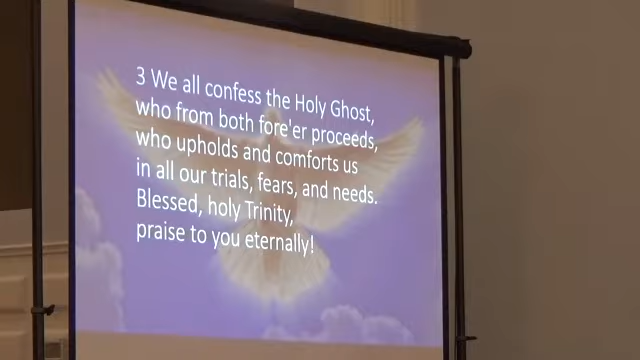 3 We all confess the Holy Ghost,
who from both fore'er proceeds,
who upholds and comforts us
in all our trials, fears, and needs.
Blessed, holy Trinity,
praise to you eternally!